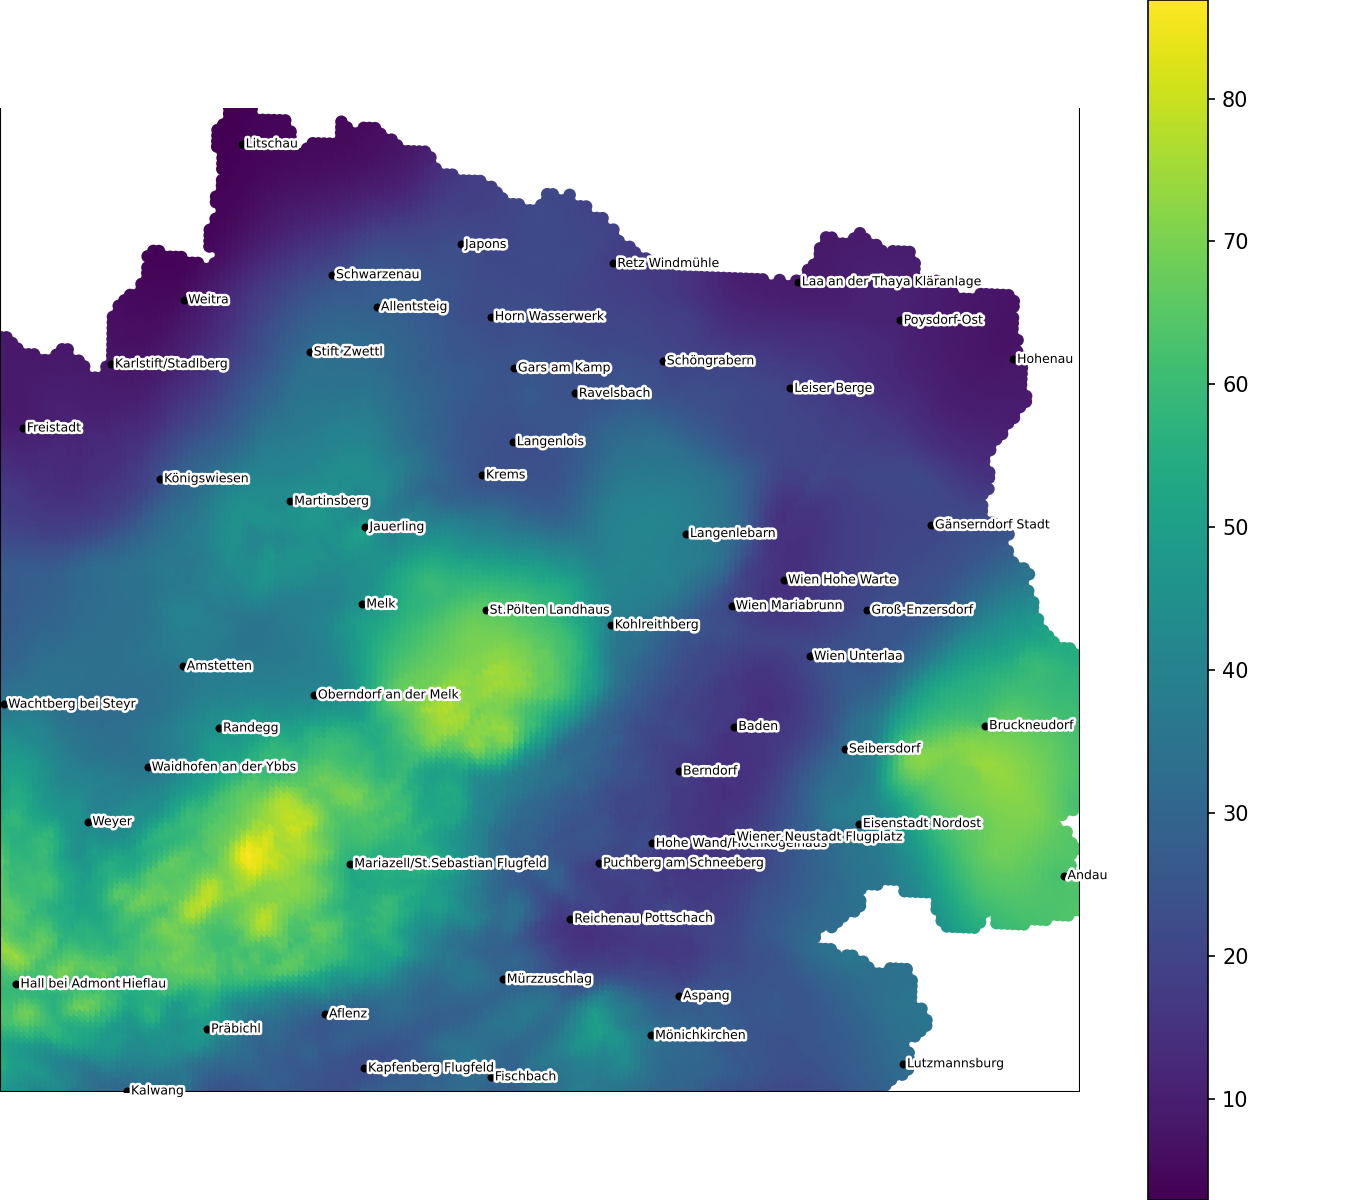 80
70
60
50
40
30
20
10
Litschau
Japons
Retz Windmühle
Schwarzenau
Laa an der Thaya Kläranlage
Weitra
Allentsteig
Horn Wasserwerk
Poysdorf-Ost
Stift Zwettl
Hohenau
Karlstift/Stadlberg
Gars am Kamp
Schöngrabern
Ravelsbach
Leiser Berge
Freistadt
Langenlois
Krems
Königswiesen
Martinsberg
Jauerling
Gänserndorf Stadt
Langenlebarn
Wien Hohe Warte
Melk
Wien Mariabrunn
St.Pölten Landhaus
Groß-Enzersdorf
Kohlreithberg
Wien Unterlaa
Amstetten
Oberndorf an der Melk
Wachtberg bei Steyr
Randegg
Baden
Bruckneudorf
Seibersdorf
Waidhofen an der Ybbs
Berndorf
Weyer
Eisenstadt Nordost
Wiener Neustadt Flugplatz
Hohe Wand/Hochkogelhaus
Mariazell/St.Sebastian Flugfeld
Puchberg am Schneeberg
Andau
Reichenau
Pottschach
Mürzzuschlag
Hall bei Admont
Hieflau
Aspang
Aflenz
Präbichl
Mönichkirchen
Lutzmannsburg
Kapfenberg Flugfeld
Fischbach
Kalwang